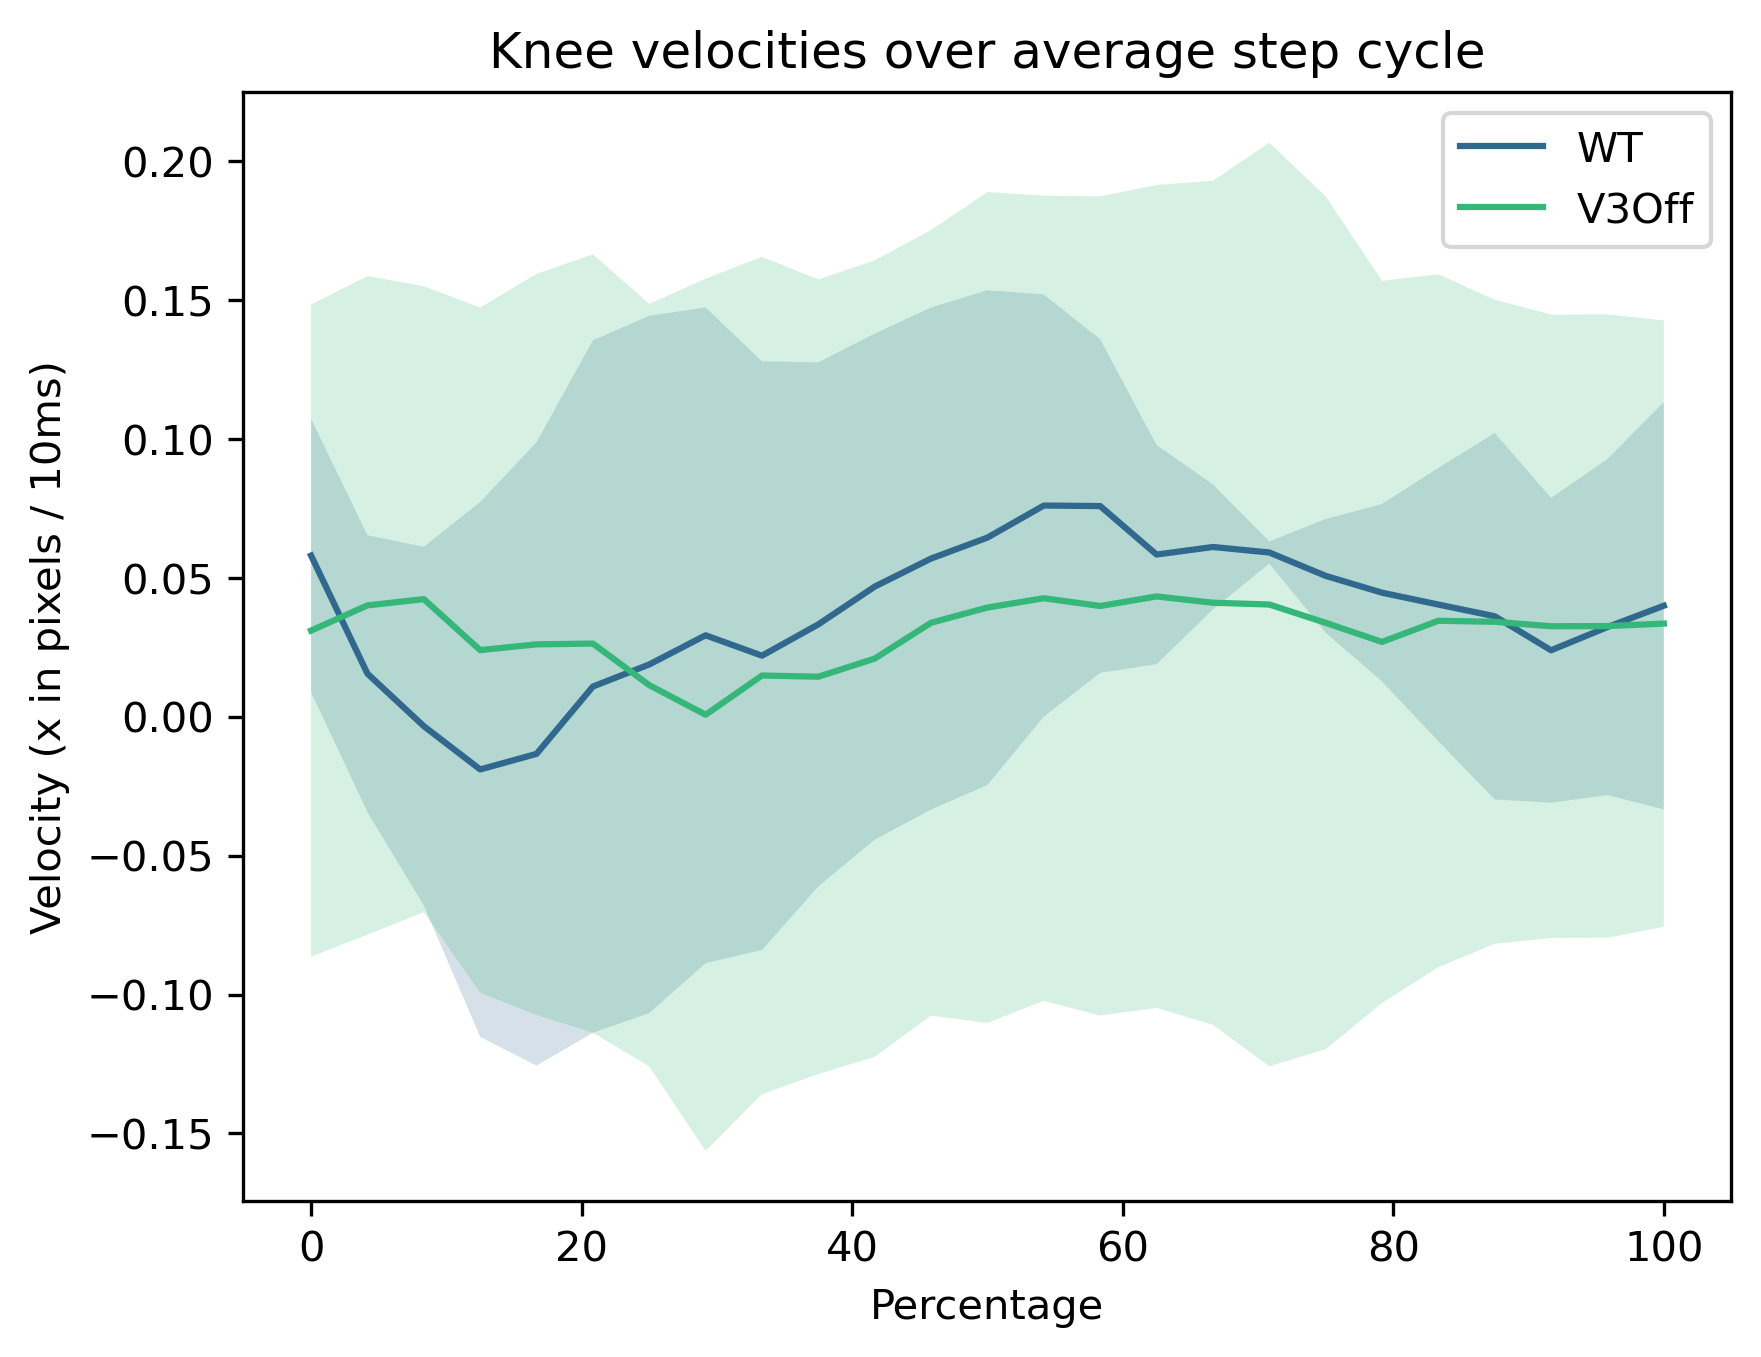 Knee velocities over average step cycle
WT
V3Off
0.20
0.15
0.10
0.05
0.00
−0.05
−0.10
−0.15
Velocity (x in pixels / 10ms)
0 20 40 60 80 100
Percentage